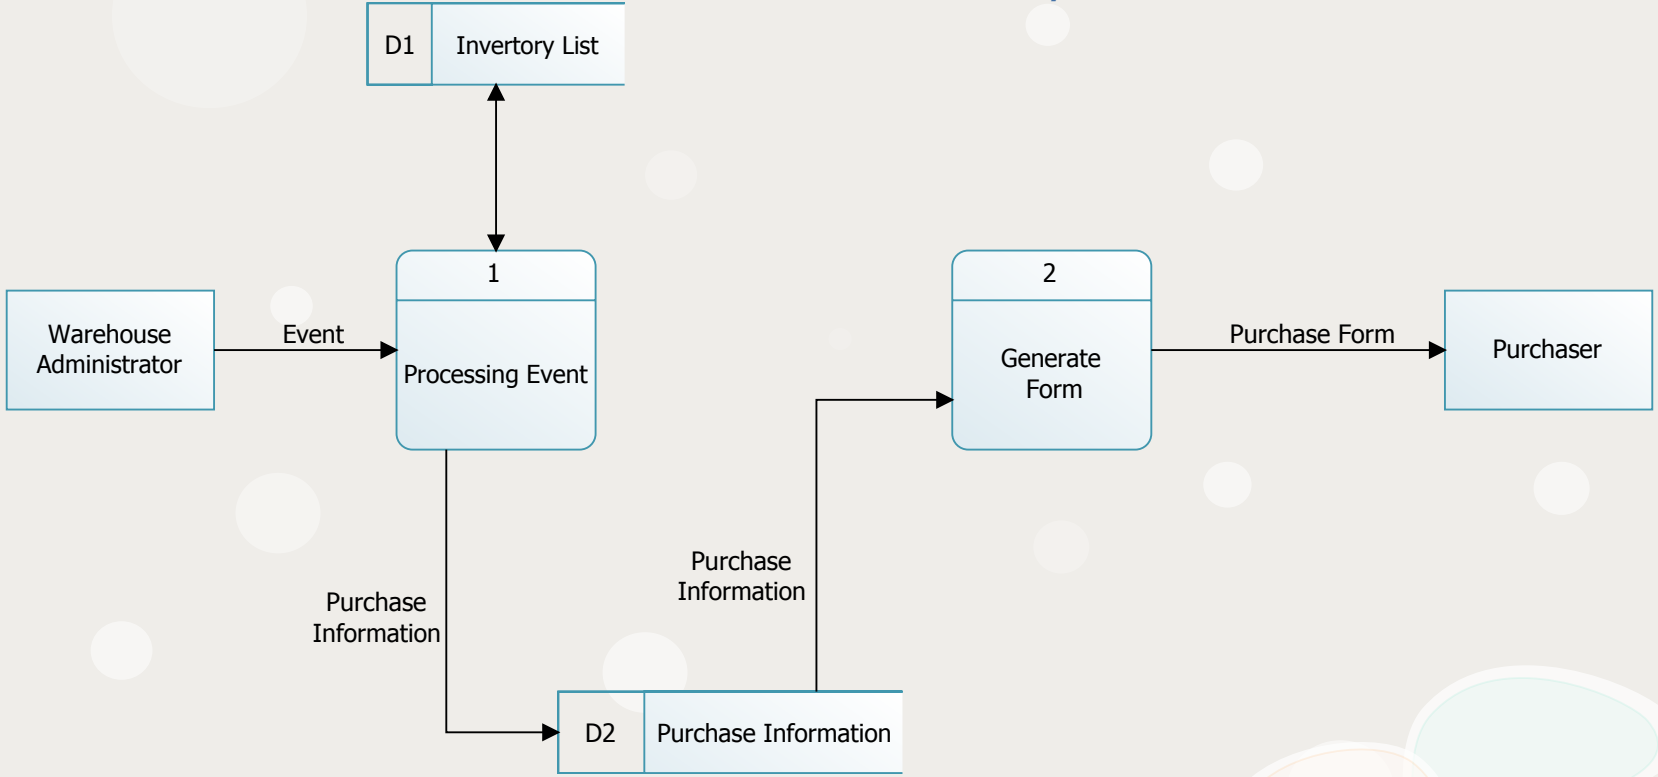 D1
Invertory List
1
2
Warehouse
Administrator
Event
Processing Event
Generate
Form
Purchase Form
Purchaser
Purchase
Information
Purchase
Information
D2
Purchase Information